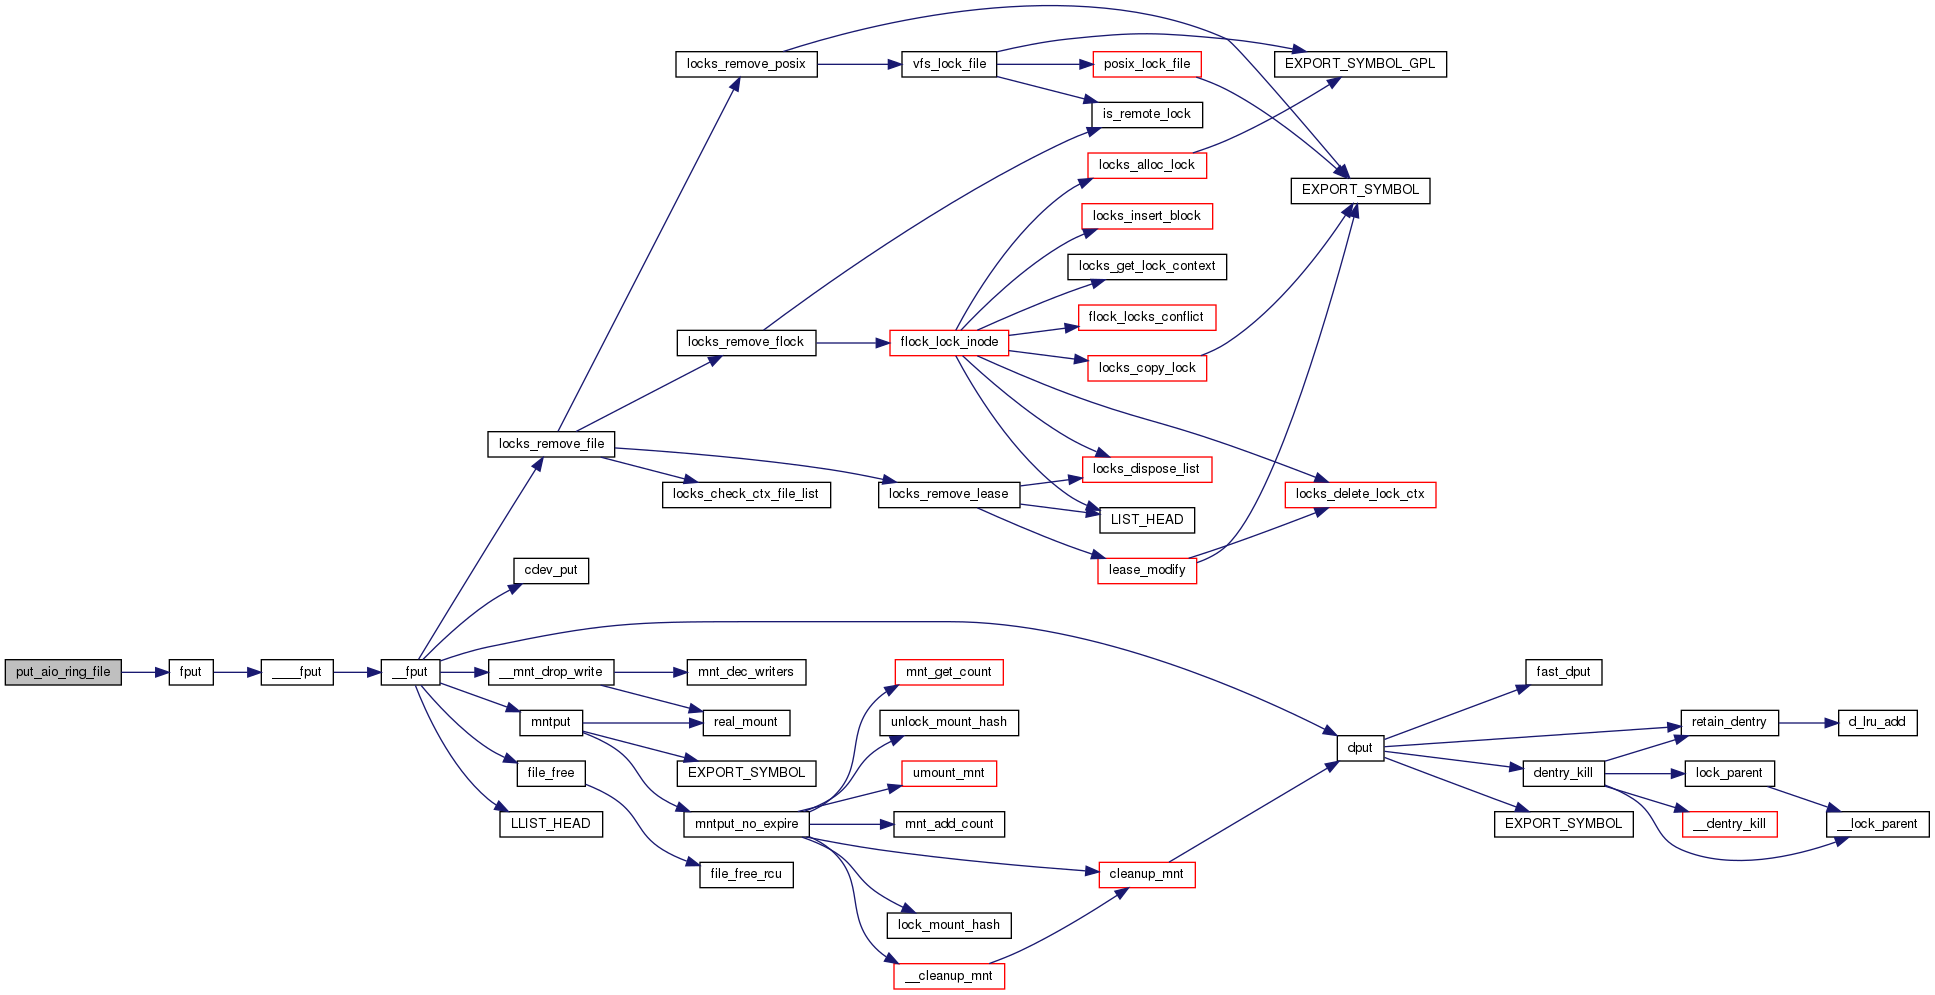 locks_remove_posix
vfs_lock_file
posix_lock_file
EXPORT_SYMBOL_GPL
is_remote_lock
locks_alloc_lock
EXPORT_SYMBOL
locks_insert_block
locks_get_lock_context
flock_locks_conflict
locks_remove_flock
flock_lock_inode
locks_copy_lock
locks_remove_file
locks_dispose_list
locks_check_ctx_file_list
locks_remove_lease
locks_delete_lock_ctx
LIST_HEAD
cdev_put
lease_modify
put_aio_ring_file
fput
____fput
__fput
__mnt_drop_write
mnt_dec_writers
mnt_get_count
fast_dput
mntput
real_mount
unlock_mount_hash
retain_dentry
d_lru_add
dput
file_free
EXPORT_SYMBOL
umount_mnt
dentry_kill
lock_parent
LLIST_HEAD
mntput_no_expire
mnt_add_count
EXPORT_SYMBOL
__dentry_kill
__lock_parent
file_free_rcu
cleanup_mnt
lock_mount_hash
__cleanup_mnt